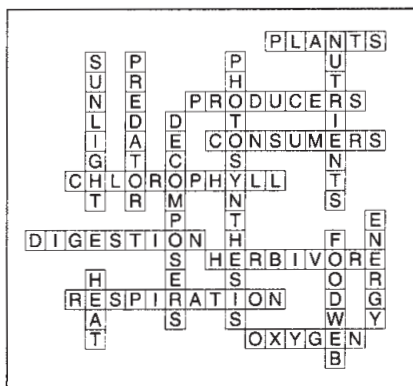 PLANTS
NUTRIENTS
SUNLIGHT
PREDATOR
PHOTOSYNTHESIS
PRODUCERS
DECOMPOSERS
CONSUMERS
CHLOROPHYLL
ENERGY
DIGESTION
FOODWEB
HERBIVORE
HEAT
RESPIRATION
OXYGEN